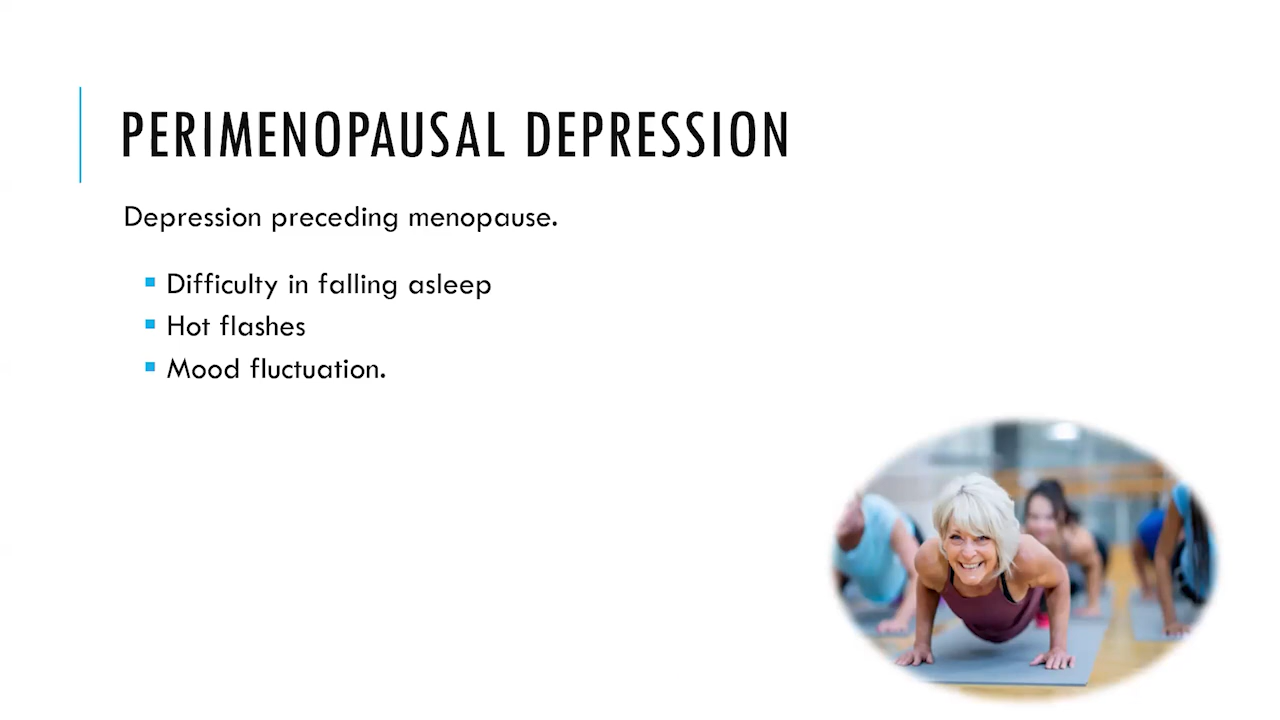 PERIMENOPAUSAL DEPRESSION
Depression preceding menopause.
Difficulty in falling asleep
Hot flashes
Mood fluctuation.